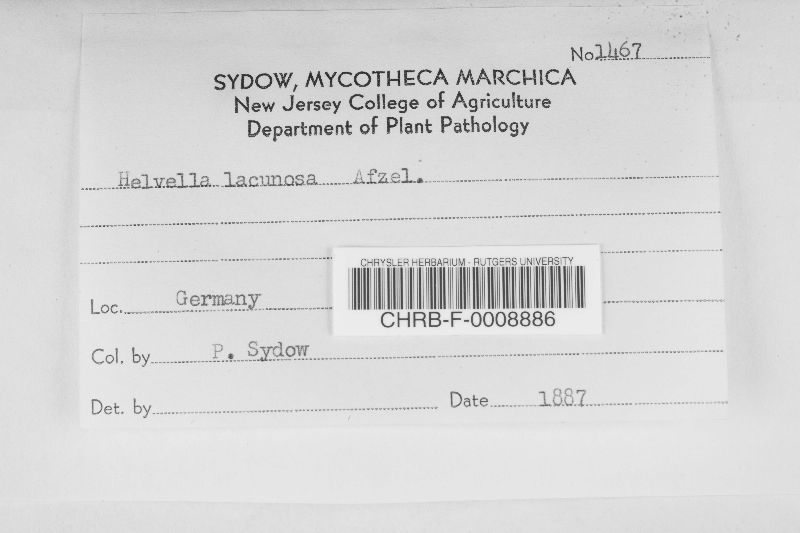 No 1467
SYDOW, MYCOTHECA MARCHICA
New Jersey College of Agriculture
Department of Plant Pathology
Helvella lacunosa Afzel.
CHRYSLER HERBARIUM - RUTGERS UNIVERSITY
CHRB-F-0008886
Loc. Germany
Col. by P. Sydow
Det. by Date 1887